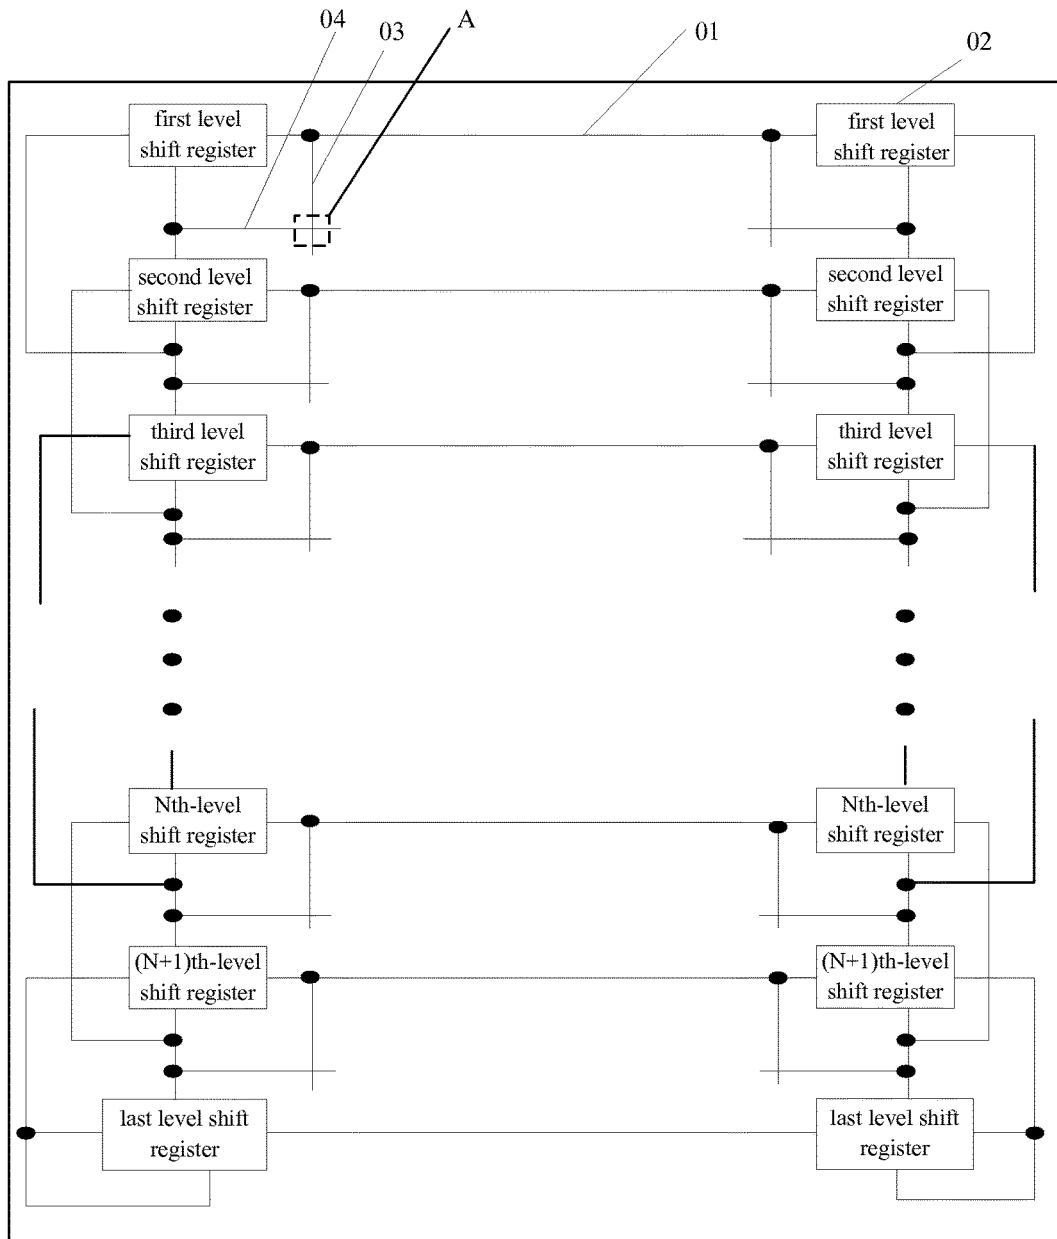 04
03
A
01
02
first level
shift register
first level
shift register
second level
shift register
second level
shift register
third level
shift register
third level
shift register
Nth-level
shift register
Nth-level
shift register
(N+1)th-level
shift register
(N+1)th-level
shift register
last level shift
register
last level shift
register